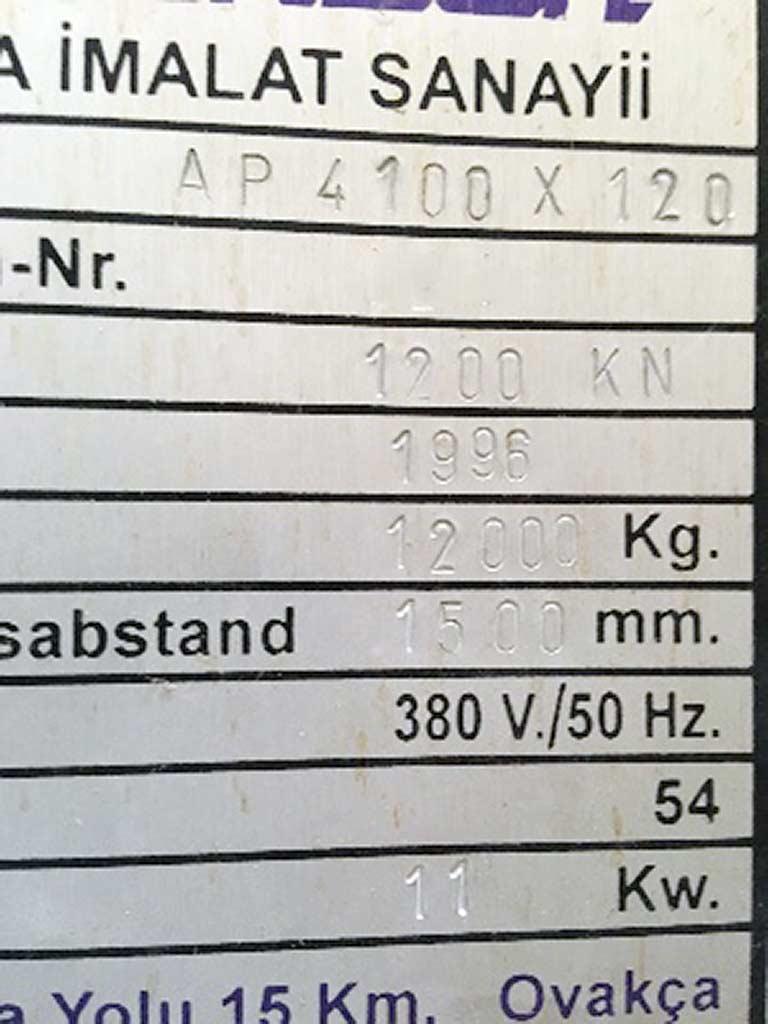 A İMALAT SANAYİİ
AP 4100 X 120
-Nr.
1200 KN
1996
12000 Kg.
sabstand 1500 mm.
380 V./50 Hz.
54
11 Kw.
a Yolu 15 Km. Ovakça